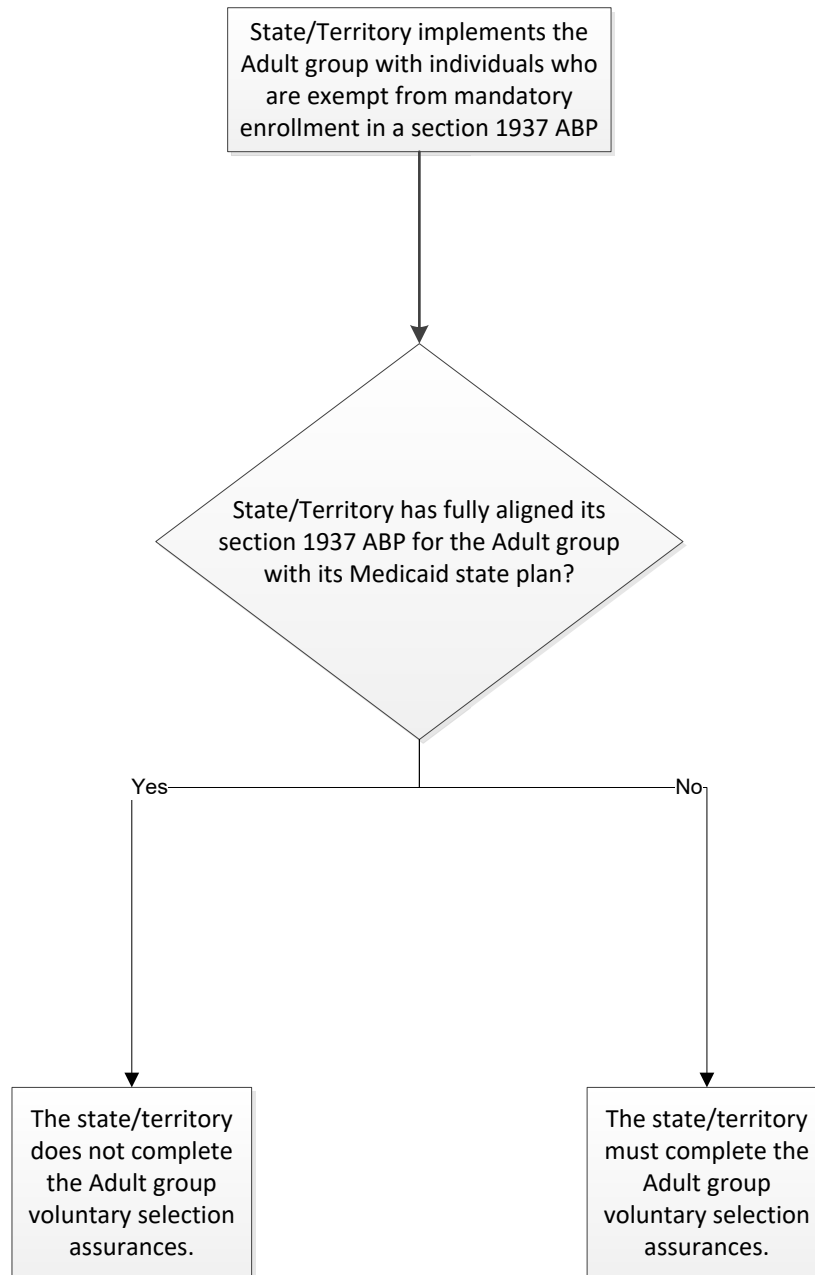 State/Territory implements the
Adult group with individuals who
are exempt from mandatory
enrollment in a section 1937 ABP
State/Territory has fully aligned its
section 1937 ABP for the Adult group
with its Medicaid state plan?
Yes
No
The state/territory
does not complete
the Adult group
voluntary selection
assurances.
The state/territory
must complete the
Adult group
voluntary selection
assurances.